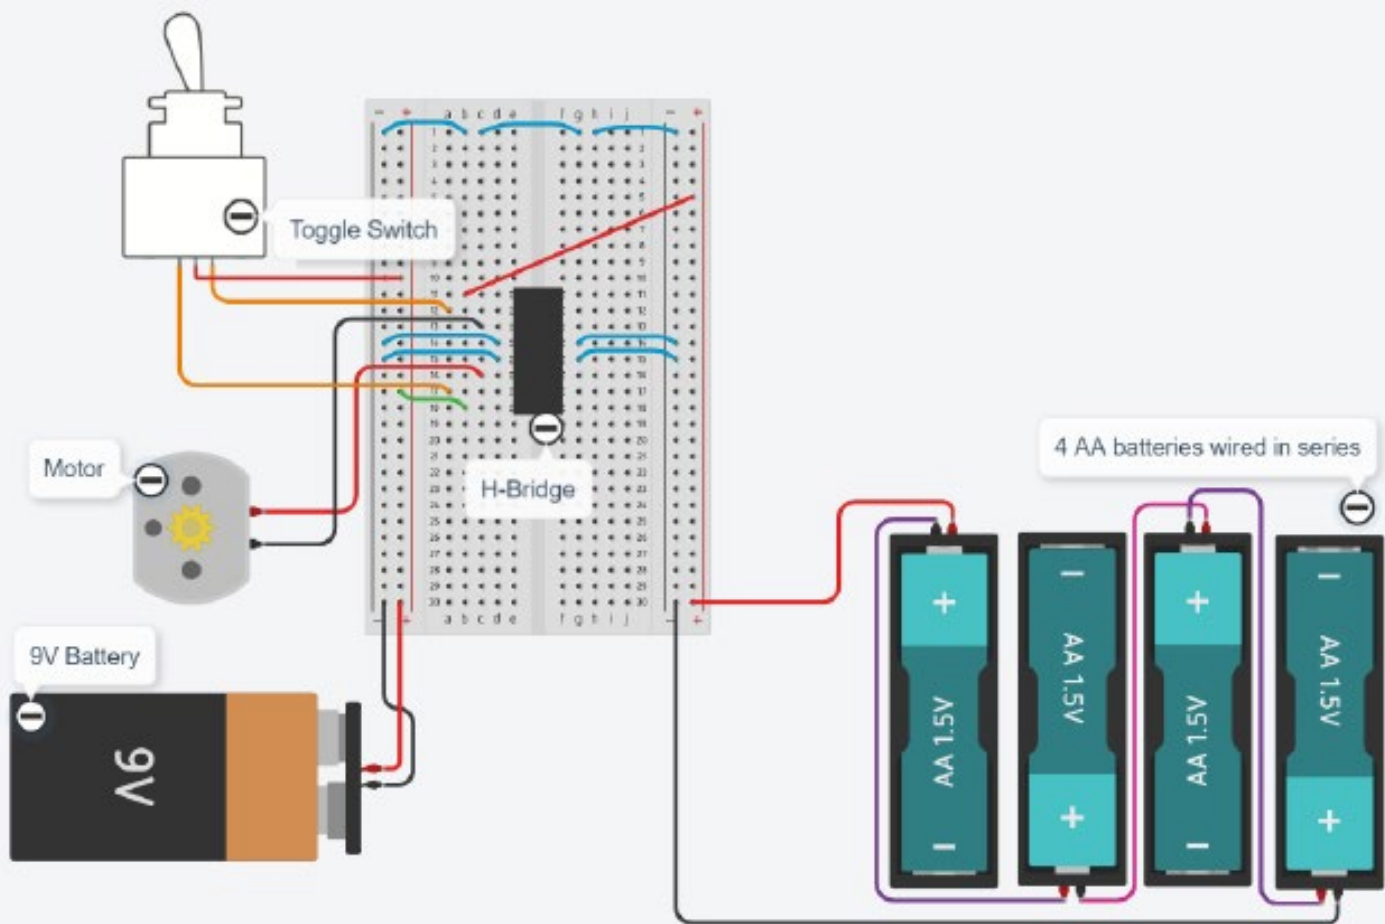 Toggle Switch
Motor
9V Battery
9V
H-Bridge
4 AA batteries wired in series
AA 1.5V
AA 1.5V
AA 1.5V
AA 1.5V
a b c d e f g h i j
a b c d e f g h i j